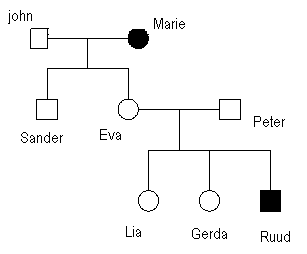 john
Marie
Sander
Eva
Peter
Lia
Gerda
Ruud